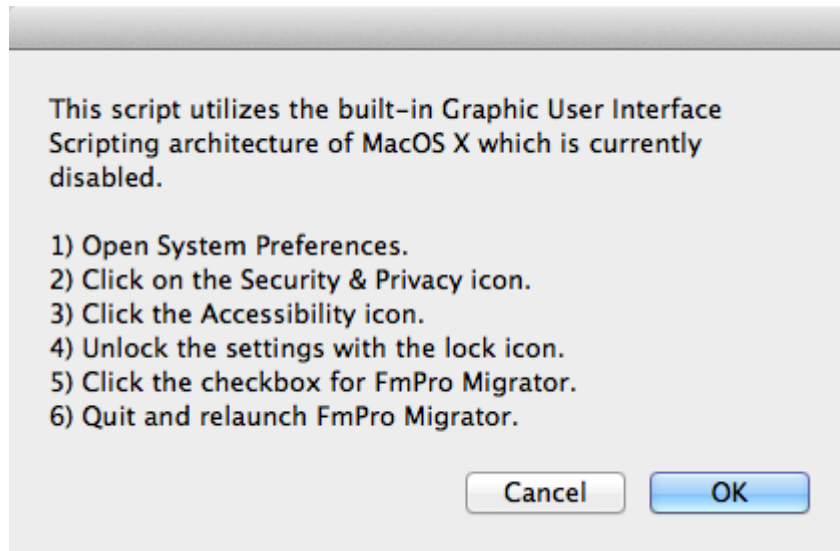 This script utilizes the built-in Graphic User Interface
Scripting architecture of MacOS X which is currently
disabled.
1) Open System Preferences.
2) Click on the Security & Privacy icon.
3) Click the Accessibility icon.
4) Unlock the settings with the lock icon.
5) Click the checkbox for FmPro Migrator.
6) Quit and relaunch FmPro Migrator.
Cancel OK